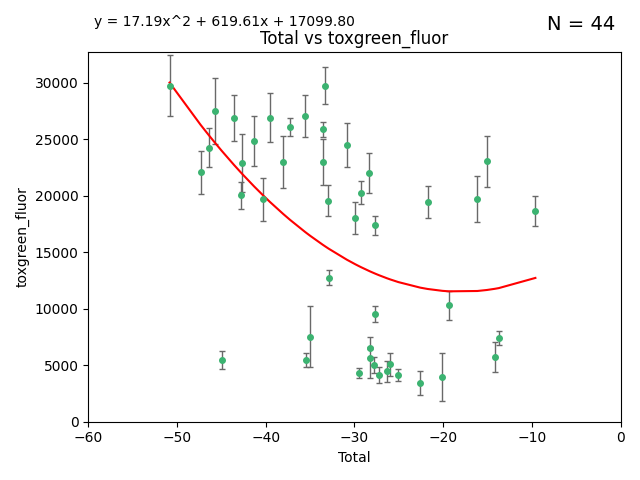 y = 17.19x^2 + 619.61x + 17099.80
N = 44
Total vs toxgreen_fluor
30000
25000
20000
15000
10000
5000
0
toxgreen_fluor
−60
−50
−40
−30
−20
−10
0
Total